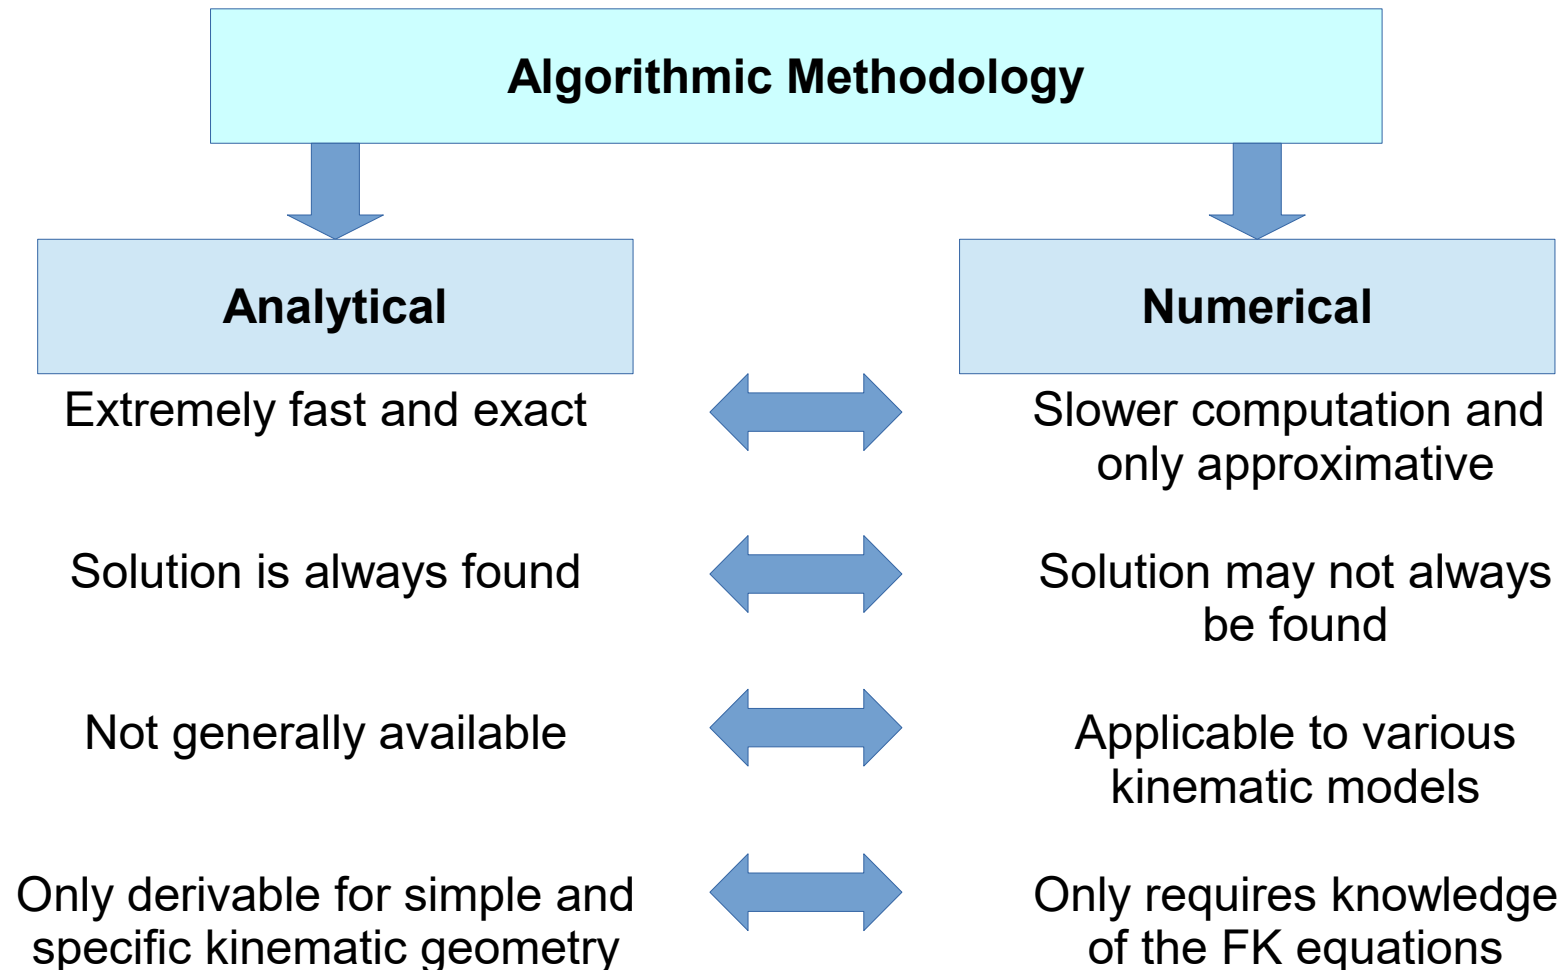 Algorithmic Methodology
Analytical
Numerical
Extremely fast and exact
Slower computation and
only approximative
Solution is always found
Solution may not always
be found
Not generally available
Applicable to various
kinematic models
Only derivable for simple and
specific kinematic geometry
Only requires knowledge
of the FK equations